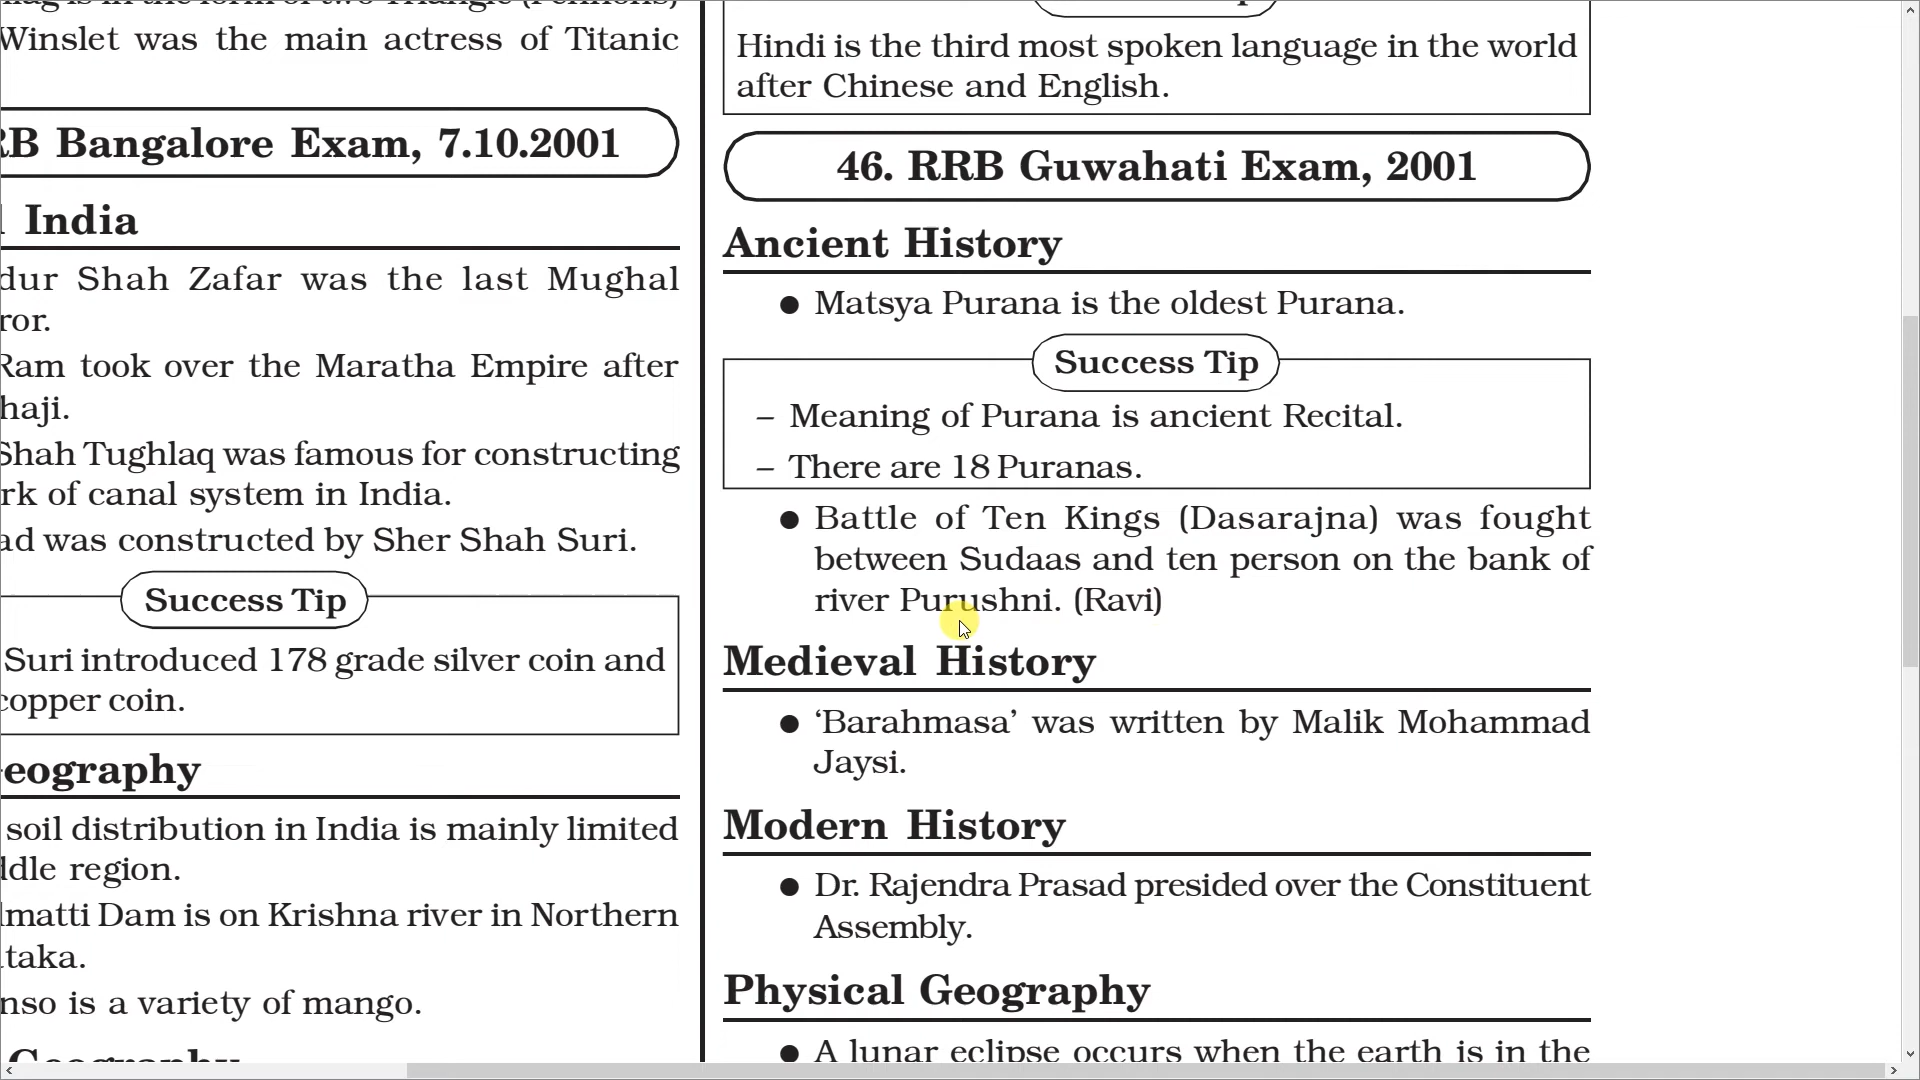 Winslet was the main actress of Titanic
RB Bangalore Exam, 7.10.2001
India
dur Shah Zafar was the last Mughal
ror.
Ram took over the Maratha Empire after
haji.
Shah Tughlaq was famous for constructing
rk of canal system in India.
ad was constructed by Sher Shah Suri.
Success Tip
Suri introduced 178 grade silver coin and
copper coin.
eography
soil distribution in India is mainly limited
ddle region.
lmatti Dam is on Krishna river in Northern
taka.
nso is a variety of mango.
Geography
Hindi is the third most spoken language in the world
after Chinese and English.
46. RRB Guwahati Exam, 2001
Ancient History
● Matsya Purana is the oldest Purana.
Success Tip
– Meaning of Purana is ancient Recital.
– There are 18 Puranas.
● Battle of Ten Kings (Dasarajna) was fought
between Sudaas and ten person on the bank of
river Purushni. (Ravi)
Medieval History
● ‘Barahmasa’ was written by Malik Mohammad
Jaysi.
Modern History
● Dr. Rajendra Prasad presided over the Constituent
Assembly.
Physical Geography
● A lunar eclipse occurs when the earth is in the